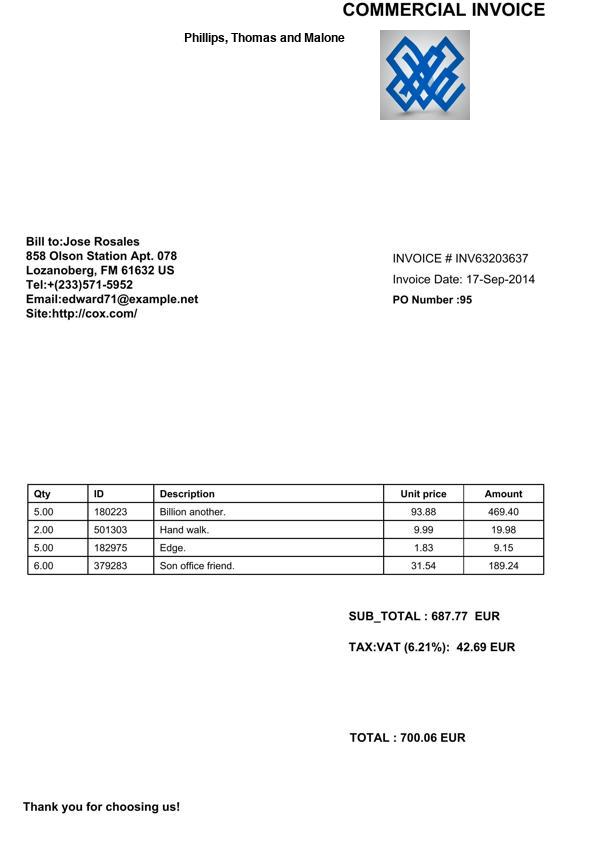 COMMERCIAL INVOICE
Phillips, Thomas and Malone
Bill to:Jose Rosales
858 Olson Station Apt. 078
Lozanoberg, FM 61632 US
Tel:+(233)571-5952
Email:edward71@example.net
Site:http://cox.com/
INVOICE # INV63203637
Invoice Date: 17-Sep-2014
PO Number :95
Qty ID Description Unit price Amount
5.00 180223 Billion another. 93.88 469.40
2.00 501303 Hand walk. 9.99 19.98
5.00 182975 Edge. 1.83 9.15
6.00 379283 Son office friend. 31.54 189.24
SUB_TOTAL : 687.77 EUR
TAX:VAT (6.21%): 42.69 EUR
TOTAL : 700.06 EUR
Thank you for choosing us!